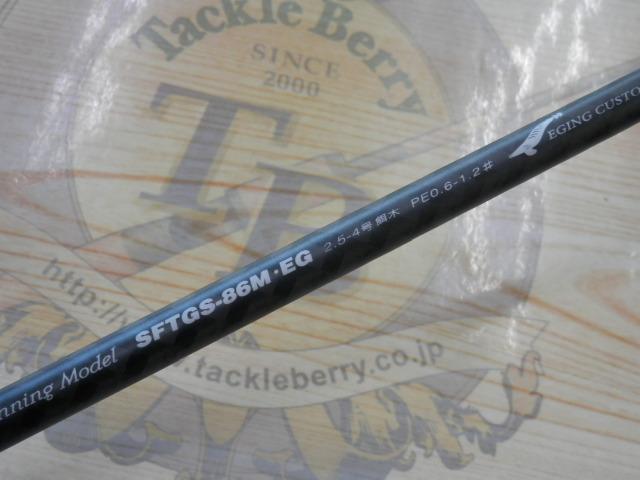 Tackle Berry
SINCE
2000
TB
http://
www.tackleberry.co.jp
nning Model SFTGS-86M·EG 2.5-4号餌木 PE0.6-1.2# EGING CUSTO